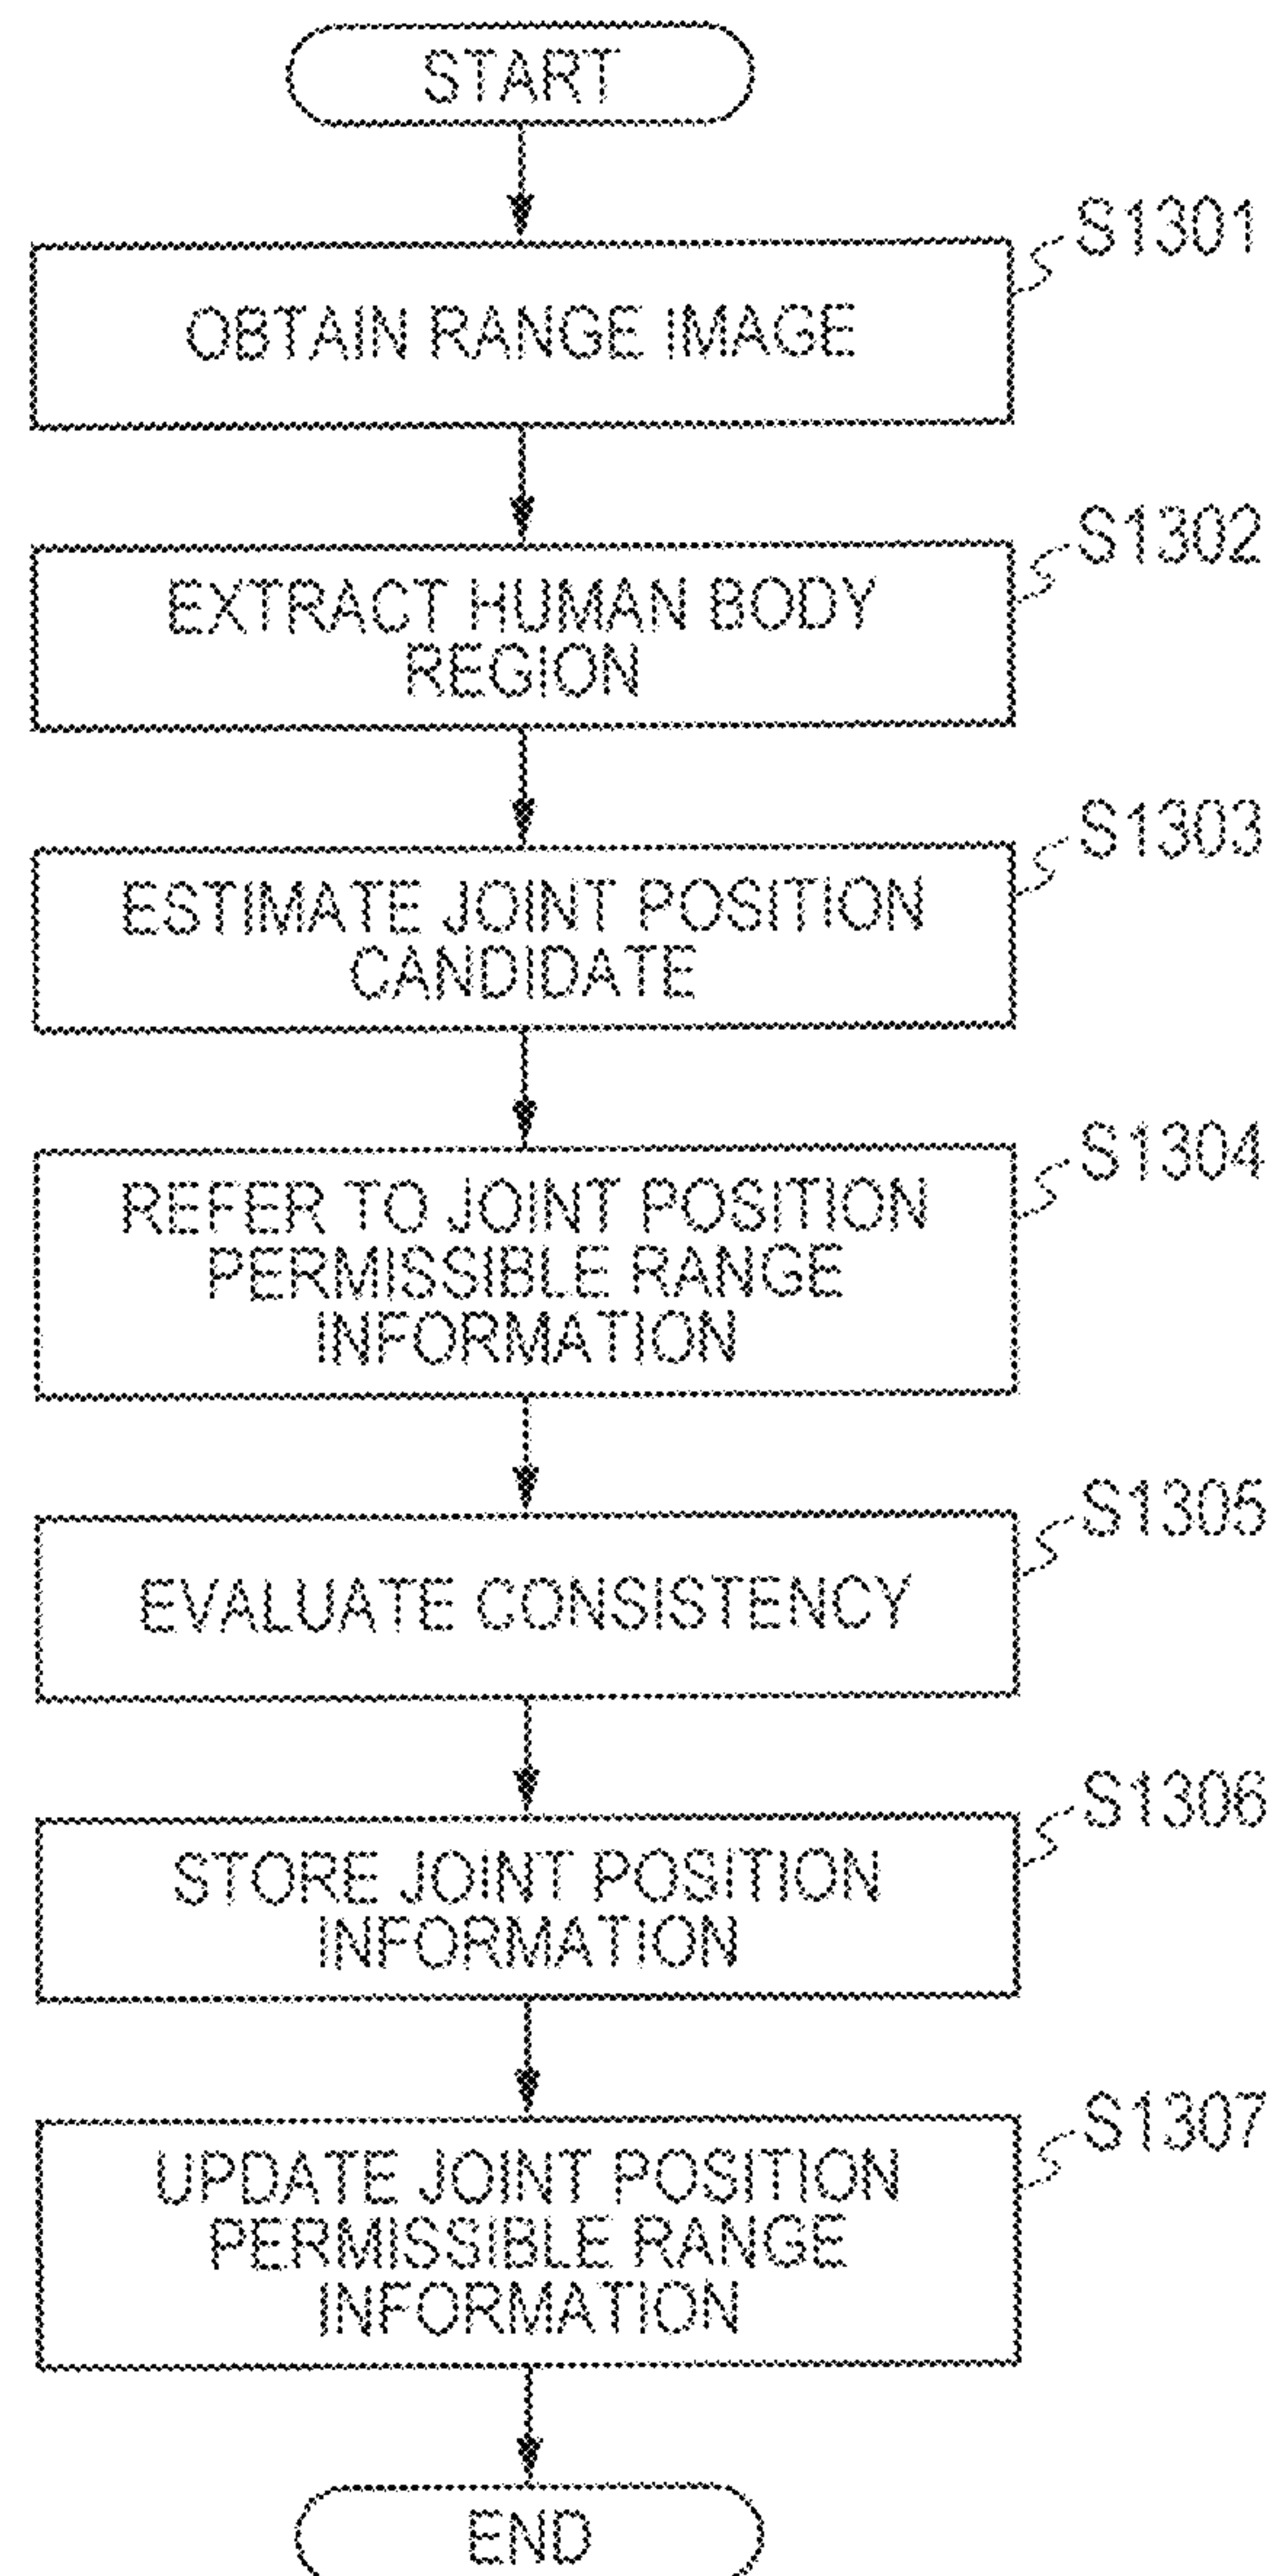 START
S1301
OBTAIN RANGE IMAGE
S1302
EXTRACT HUMAN BODY
REGION
S1303
ESTIMATE JOINT POSITION
CANDIDATE
S1304
REFER TO JOINT POSITION
PERMISSIBLE RANGE
INFORMATION
S1305
EVALUATE CONSISTENCY
S1306
STORE JOINT POSITION
INFORMATION
S1307
UPDATE JOINT POSITION
PERMISSIBLE RANGE
INFORMATION
END